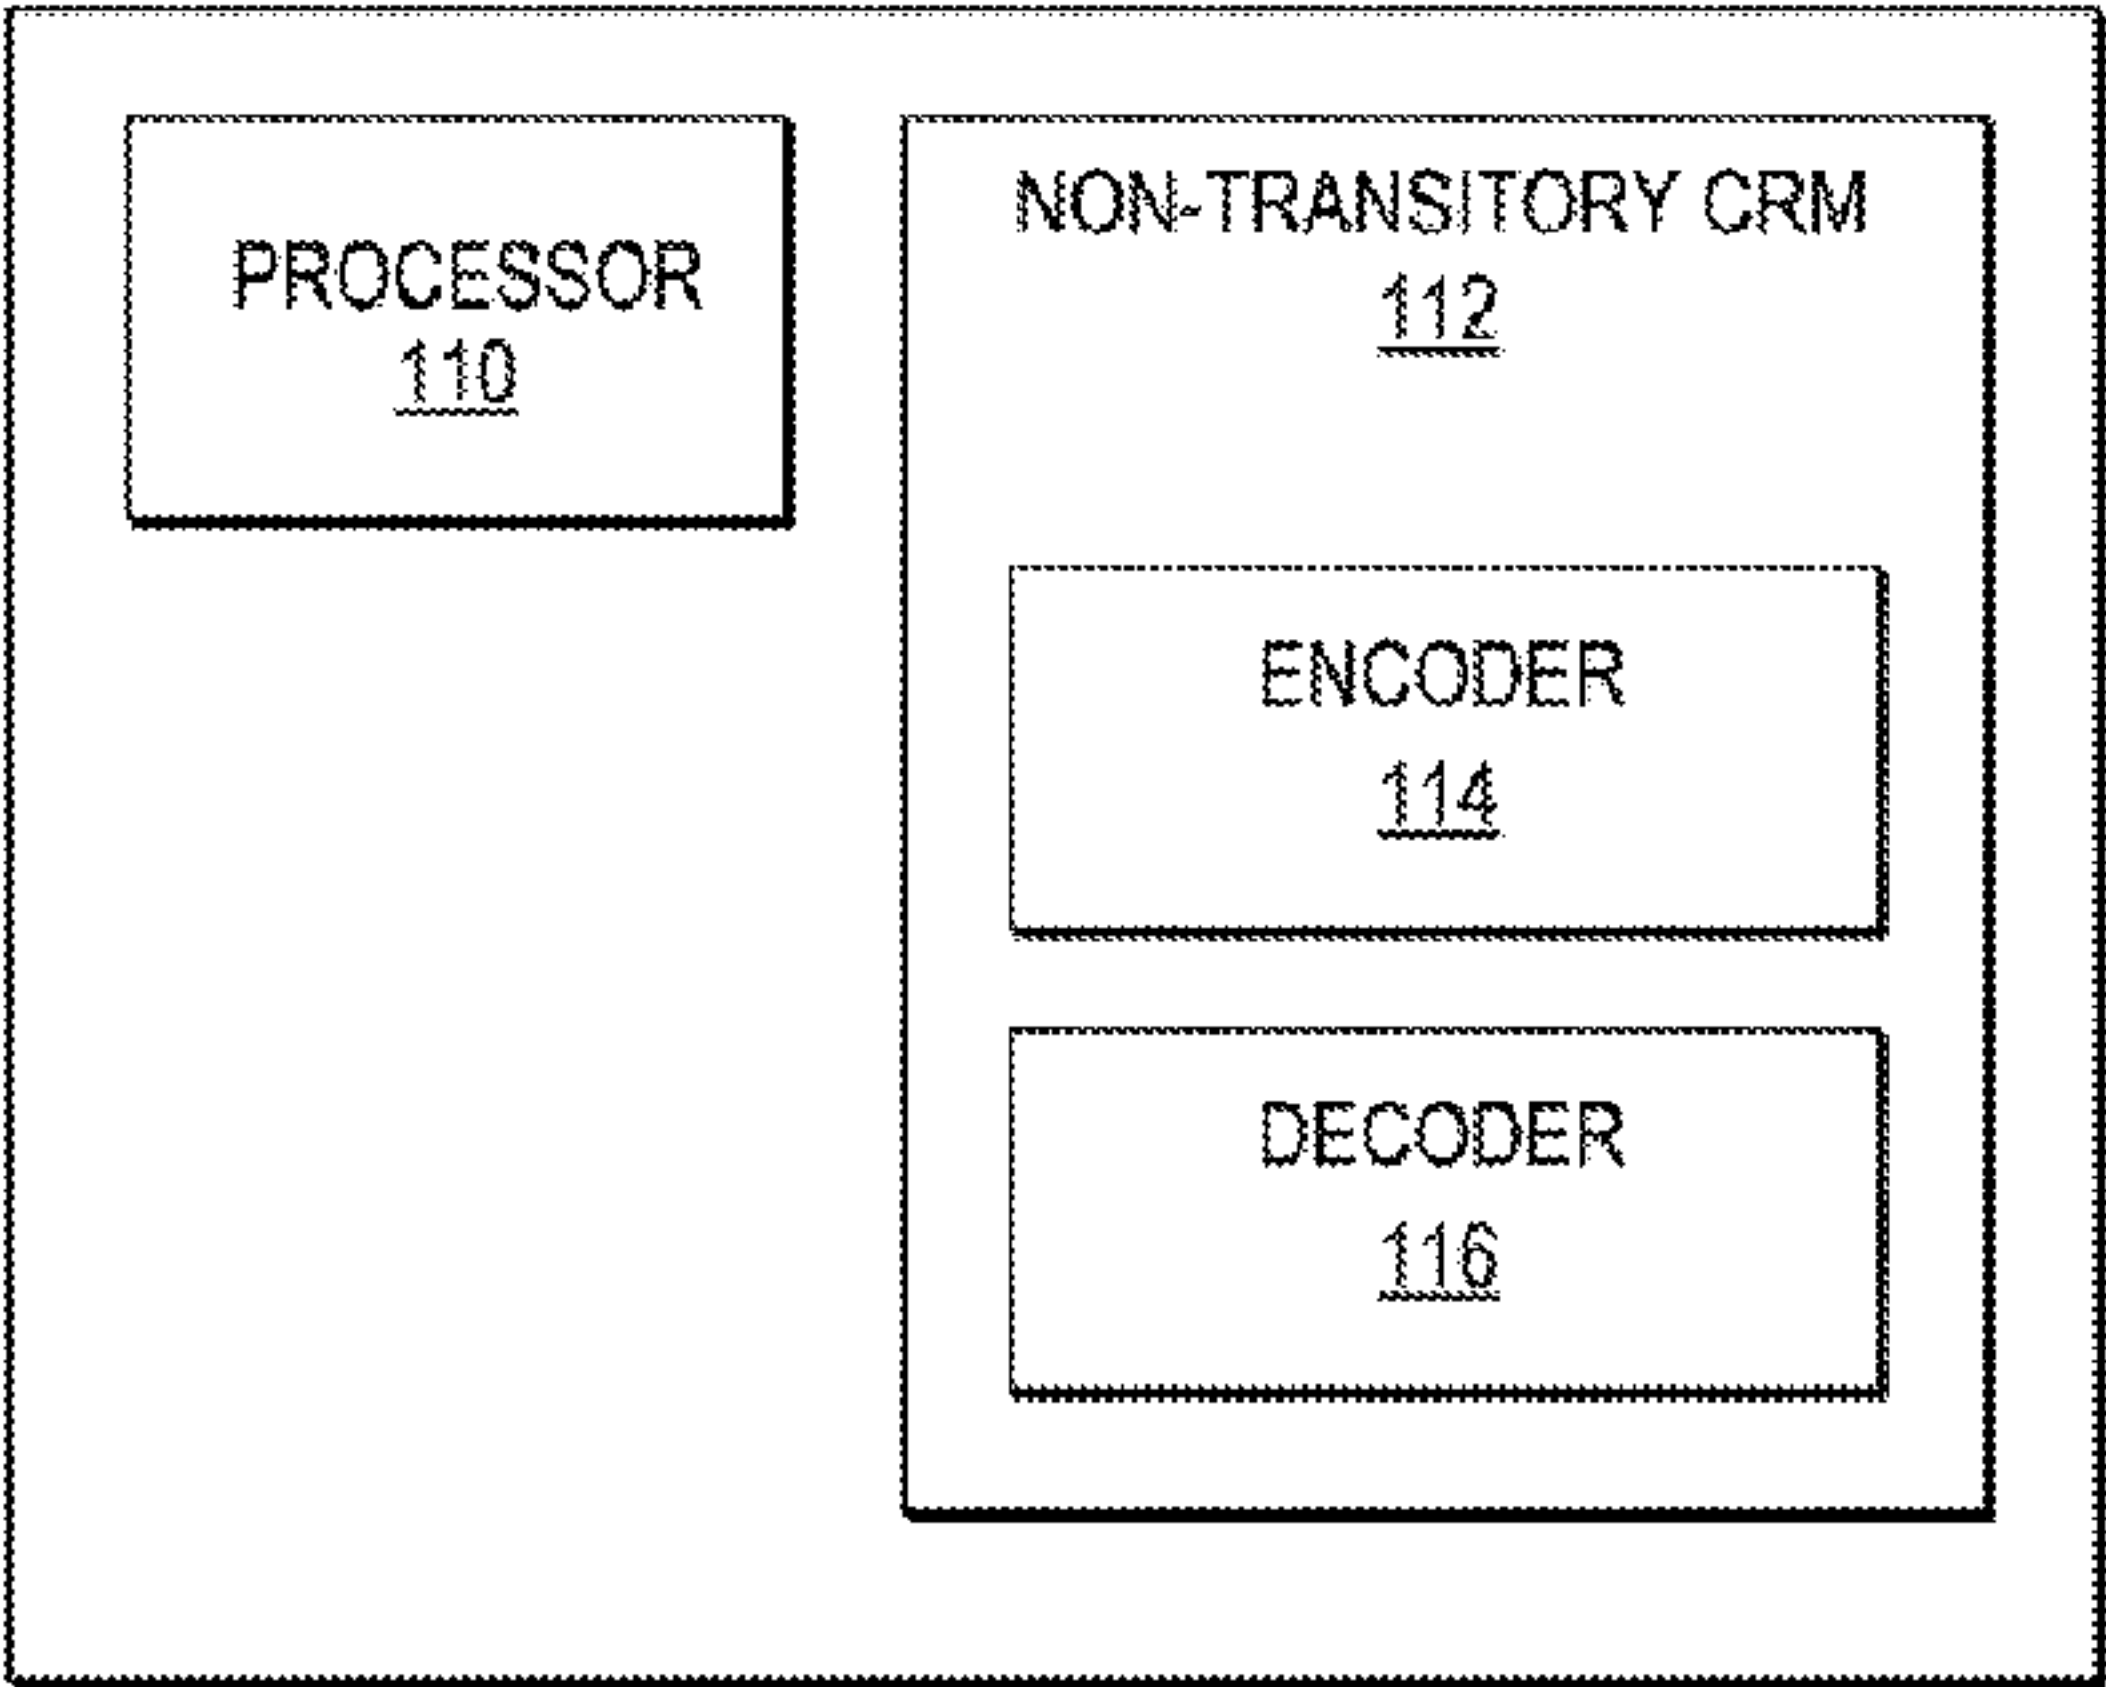 PROCESSOR
110
NON-TRANSITORY CRM
112
ENCODER
114
DECODER
116